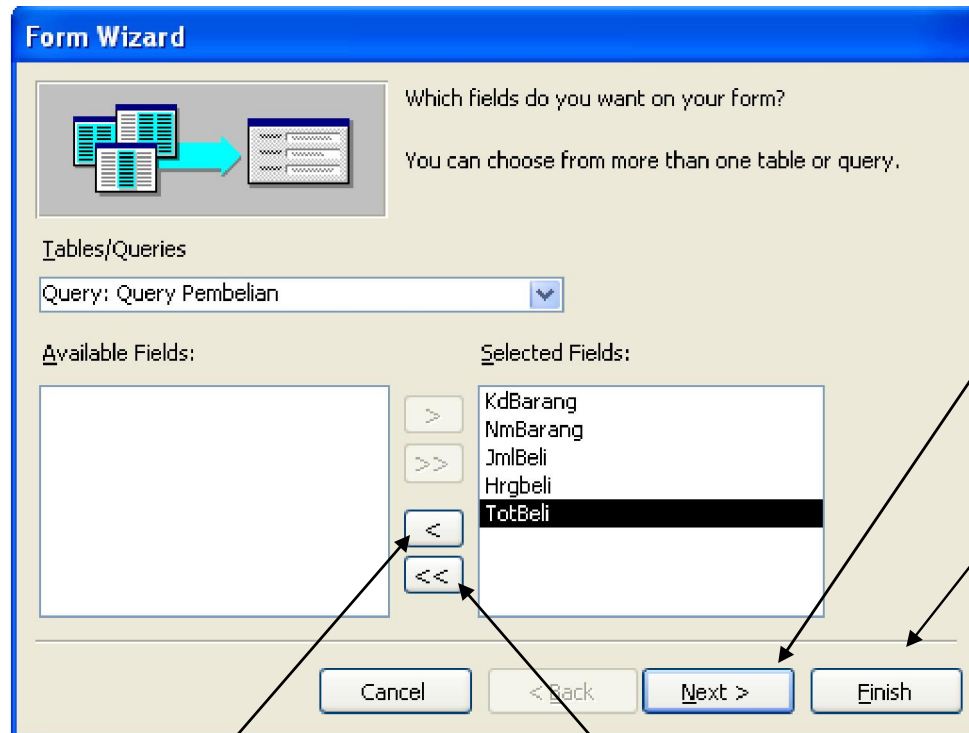 Form Wizard
Which fields do you want on your form?
You can choose from more than one table or query.
Tables/Queries
Query: Query Pembelian
Available Fields:
Selected Fields:
KdBarang
NmBarang
JmlBeli
Hrgbeli
TotBeli
>
>>
<
<<
Cancel
< Back
Next >
Finish